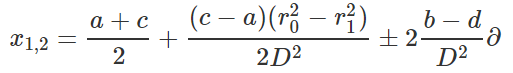 x_{1,2} = \frac{a+c}{2} + \frac{(c-a)(r_0^2 - r_1^2)}{2D^2} \pm 2\frac{b-d}{D^2}\partial